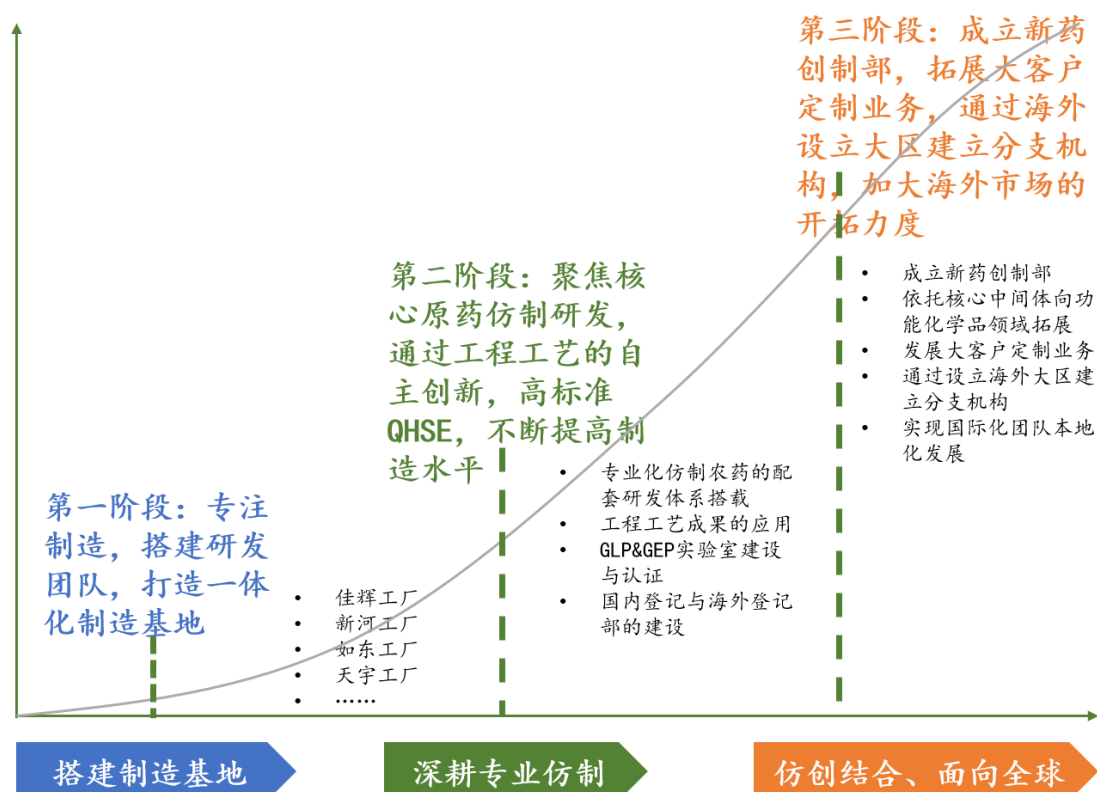 第一阶段：专注
制造，搭建研发
团队，打造一体
化制造基地
• 佳辉工厂
• 新河工厂
• 如东工厂
• 天宇工厂
• ……
第二阶段：聚焦核
心原药仿制研发，
通过工程工艺的自
主创新，高标准
QHSE，不断提高制
造水平
• 专业化仿制农药的配
套研发体系搭载
• 工程工艺成果的应用
• GLP&GEP实验室建设
与认证
• 国内登记与海外登记
部的建设
第三阶段：成立新药
创制部，拓展大客户
定制业务，通过海外
设立大区建立分支机
构，加大海外市场的
开拓力度
• 成立新药创制部
• 依托核心中间体向功
能化学品领域拓展
• 发展大客户定制业务
• 通过设立海外大区建
立分支机构
• 实现国际化团队本地
化发展
搭建制造基地
深耕专业仿制
仿创结合、面向全球